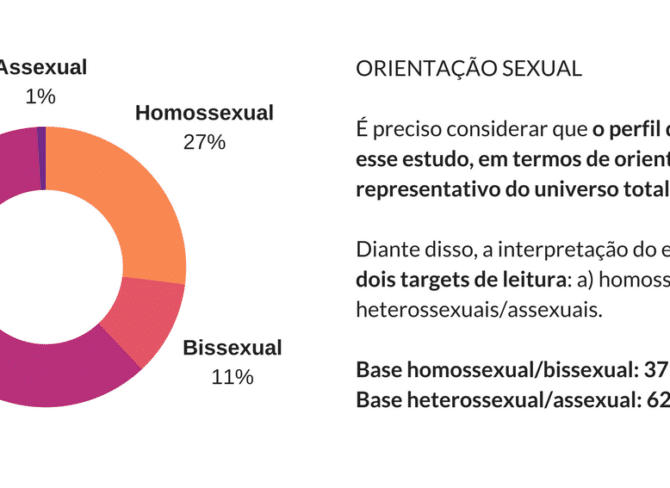 Assexual
1%
Homossexual
27%
Bissexual
11%
ORIENTAÇÃO SEXUAL
É preciso considerar que o perfil
esse estudo, em termos de
representativo do universo total
Diante disso, a interpretação do
dois targets de leitura: a)
heterossexuais/assexuais.
Base homossexual/bissexual: 37
Base heterossexual/assexual: 62